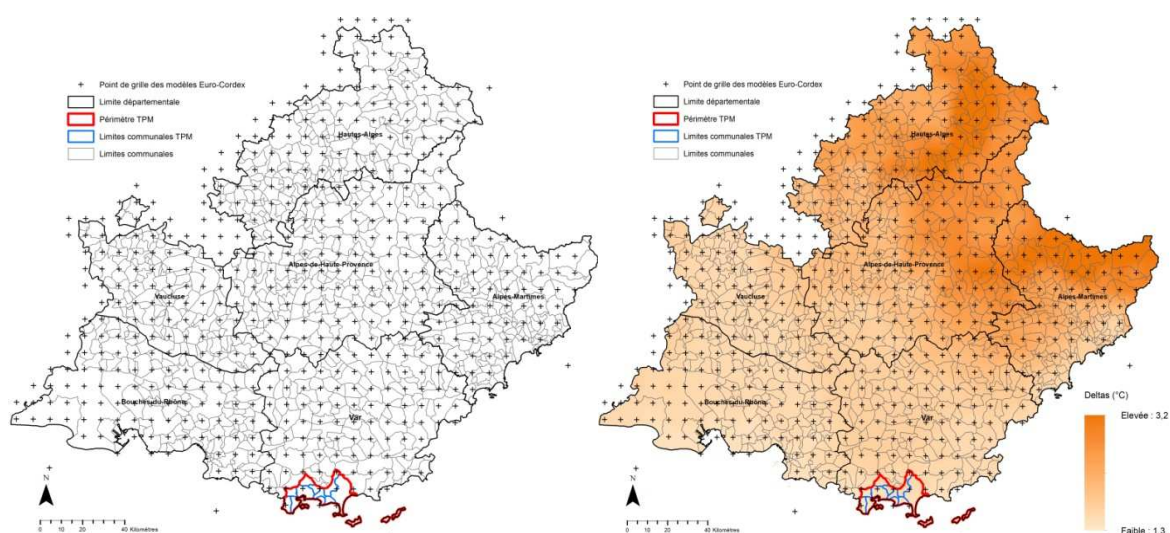 Point de grille des modèles Euro-Cordex
Limite départementale
Périmètre TPM
Limites communales TPM
Limites communales
Hautes-Alpes
Alpes-de-Haute-Provence
Vaucluse
Alpes-Maritimes
Bouches-du-Rhône
Var
N
0 10 20 40 Kilomètres
Point de grille des modèles Euro-Cordex
Limite départementale
Périmètre TPM
Limites communales TPM
Limites communales
Hautes-Alpes
Alpes-de-Haute-Provence
Vaucluse
Alpes-Maritimes
Bouches-du-Rhône
Var
Deltas (°C)
Elevée : 3,2
Faible : 1,3
N
0 10 20 40 Kilomètres